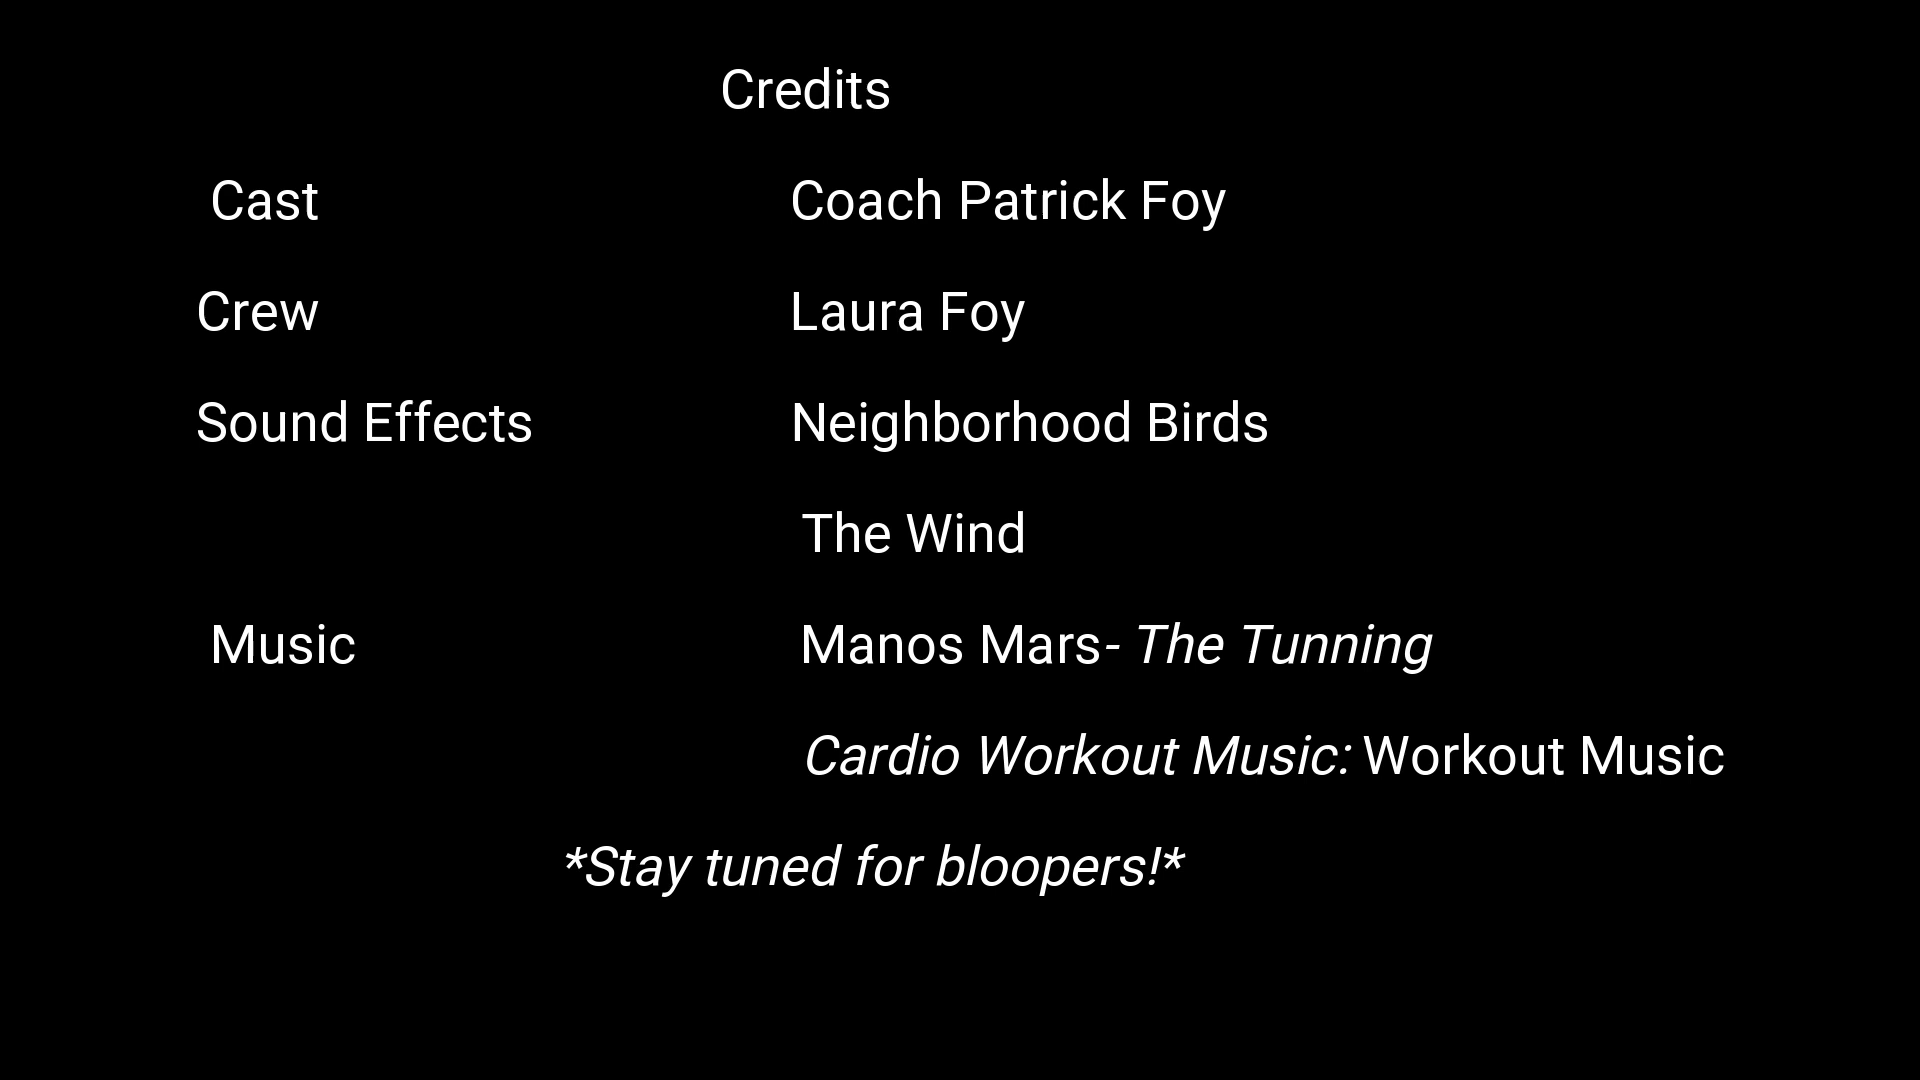 Credits
Cast Coach Patrick Foy
Crew Laura Foy
Sound Effects Neighborhood Birds
The Wind
Music Manos Mars- The Tunning
Cardio Workout Music: Workout Music
*Stay tuned for bloopers!*